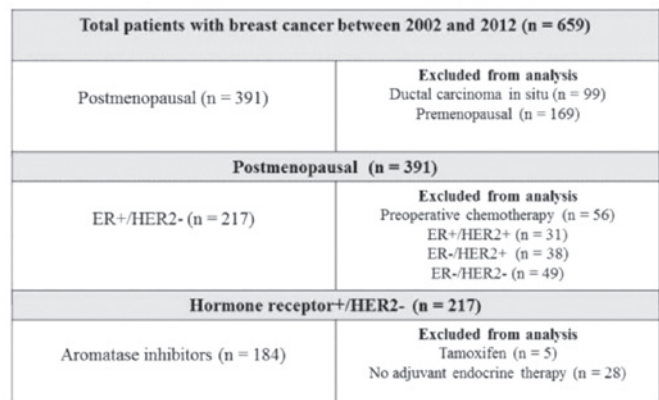 Total patients with breast cancer between 2002 and 2012 (n = 659)
Postmenopausal (n = 391)
Excluded from analysis
Ductal carcinoma in situ (n = 99)
Premenopausal (n = 169)
Postmenopausal (n = 391)
ER+/HER2- (n = 217)
Excluded from analysis
Preoperative chemotherapy (n = 56)
ER+/HER2+ (n = 31)
ER-/HER2+ (n = 38)
ER-/HER2- (n = 49)
Hormone receptor+/HER2- (n = 217)
Aromatase inhibitors (n = 184)
Excluded from analysis
Tamoxifen (n = 5)
No adjuvant endocrine therapy (n = 28)